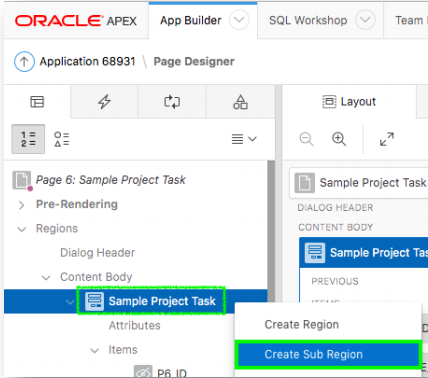 ORACLE APEX App Builder SQL Workshop Team
Application 68931 \ Page Designer
Layout
1 =
2 =
Page 6: Sample Project Task
Sample Project Task
Pre-Rendering
DIALOG HEADER
Regions
CONTENT BODY
Dialog Header
Sample Project Tas
Content Body
PREVIOUS
Sample Project Task
ITEMS
Attributes
Create Region
Items
Create Sub Region
P6_ID